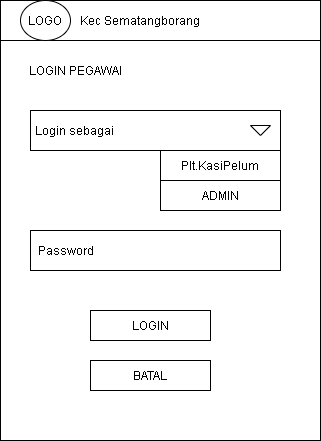 LOGO Kec Sematangborang
LOGIN PEGAWAI
Login sebagai
Plt.KasiPelum
ADMIN
Password
LOGIN
BATAL